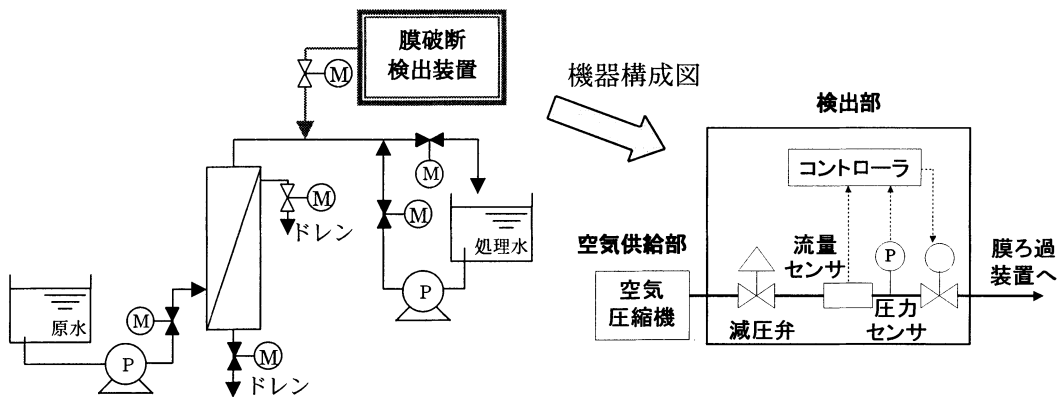 膜破断
検出装置
M
機器構成図
検出部
M
コントローラ
M
ドレン
M
処理水
P
空気供給部
空気
圧縮機
流量
センサ
P
減圧弁
圧力
センサ
膜ろ過
装置へ
原水
M
P
M
ドレン